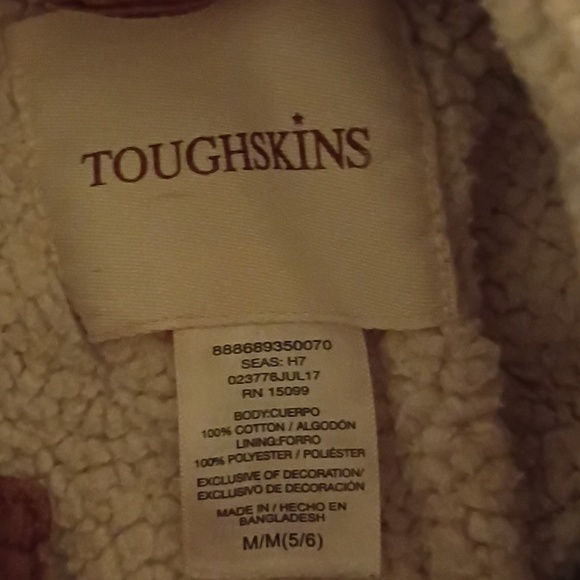 TOUGHSKINS
888689350070
SEAS: H7
023776JUL17
RN 15099
BODY:CUERPO
100% COTTON / ALGODÓN
LINING:FORRO
100% POLYESTER / POLIÉSTER
EXCLUSIVE OF DECORATION/
EXCLUSIVO DE DECORACIÓN
MADE IN / HECHO EN
BANGLADESH
M/M(5/6)